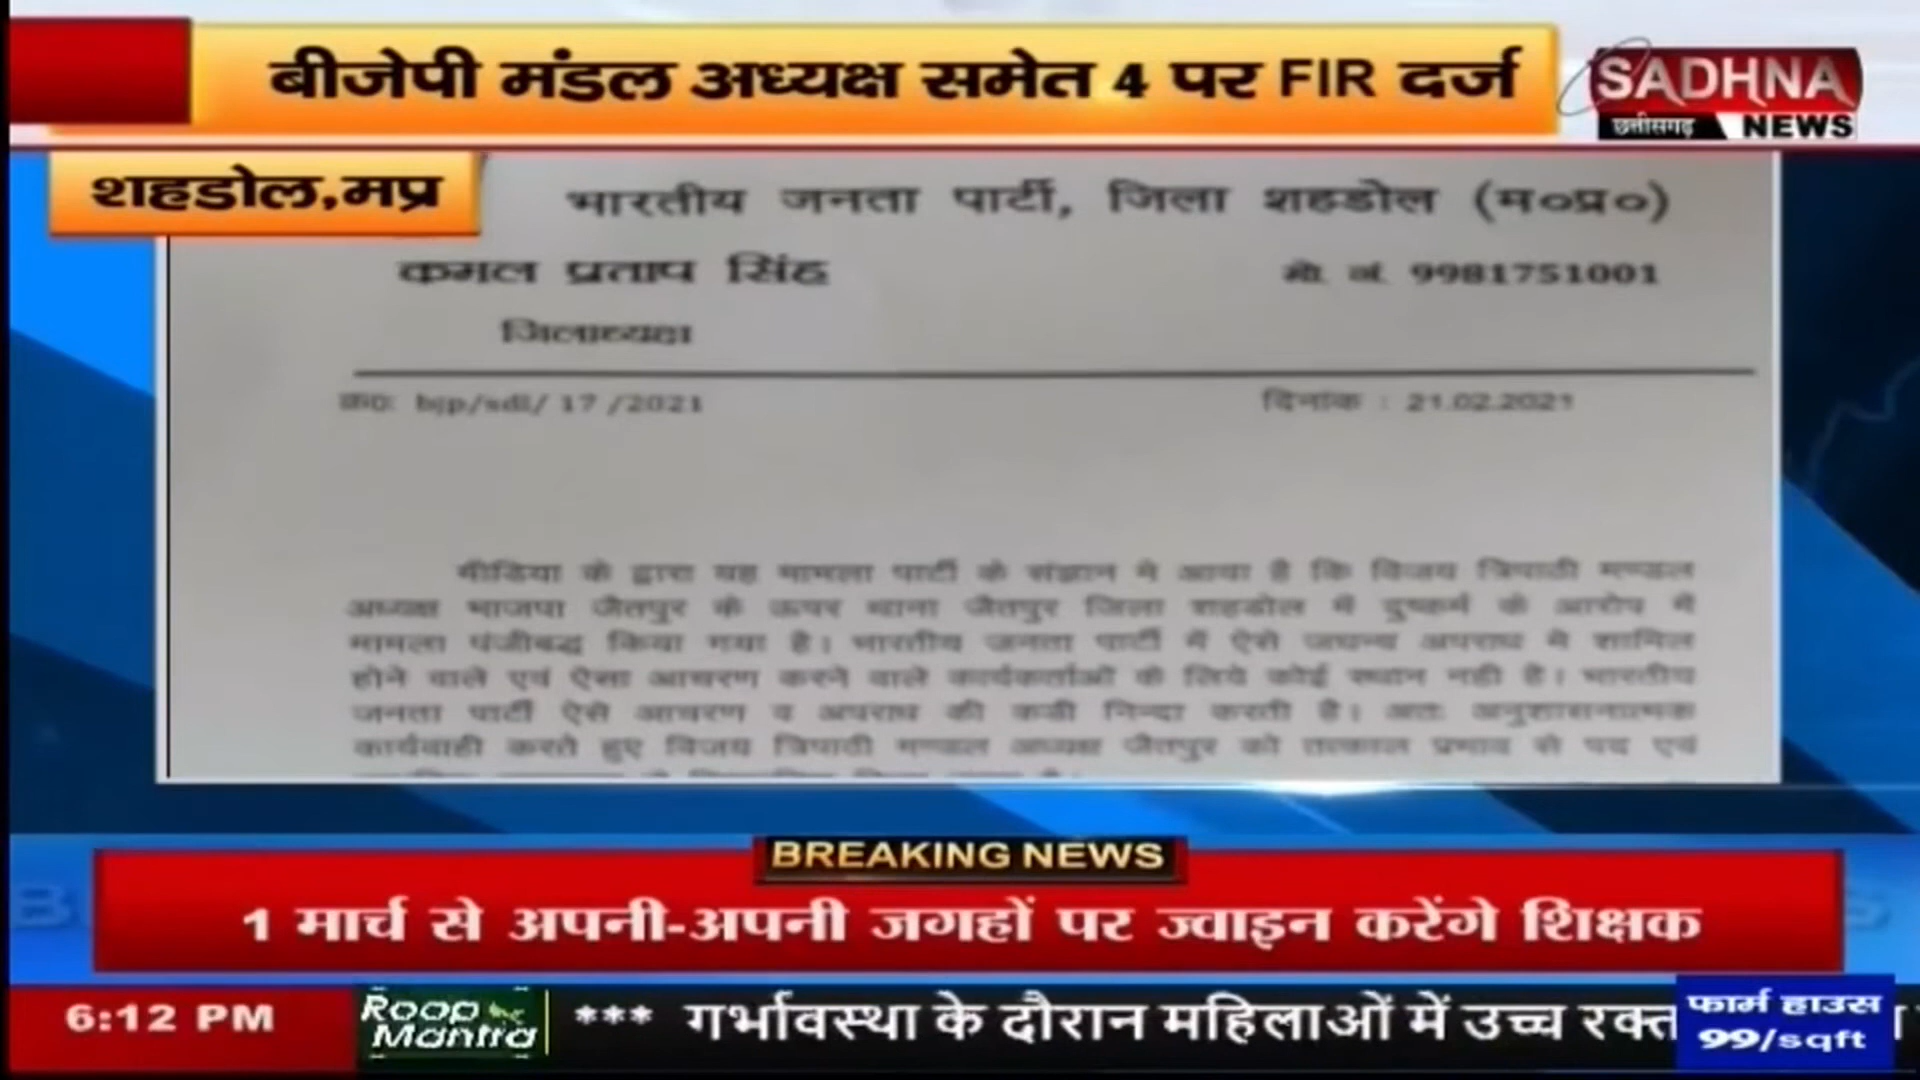 बीजेपी मंडल अध्यक्ष समेत 4 पर FIR दर्ज
SADHNA
छत्तीसगढ़ NEWS
शहडोल,मप्र
भारतीय जनता पार्टी, जिला शहडोल (म०प्र०)
कमल प्रताप सिंह
मो. नं. 9981751001
जिलाध्यक्ष
क्र0: bjp/sdl/ 17 /2021
दिनांक : 21.02.2021
मीडिया के द्वारा यह मामला पार्टी के संज्ञान मे आया है कि विजय त्रिपाठी मण्डल
अध्यक्ष भाजपा जैतपुर के ऊपर थाना जैतपुर जिला शहडोल में दुष्कर्म के आरोप में
मामला पंजीबद्ध किया गया है। भारतीय जनता पार्टी में ऐसे जघन्य अपराध मे शामिल
होने वाले एवं ऐसा आचरण करने वाले कार्यकर्ताओं के लिये कोई स्थान नही है। भारतीय
जनता पार्टी ऐसे आचरण व अपराध की कडी निन्दा करती है। अतः अनुशासनात्मक
कार्यवाही करते हुए विजय त्रिपाठी मण्डल अध्यक्ष जैतपुर को तत्काल प्रभाव से पद एवं
BREAKING NEWS
1 मार्च से अपनी-अपनी जगहों पर ज्वाइन करेंगे शिक्षक
6:12 PM
Roop Mantra
*** गर्भावस्था के दौरान महिलाओं में उच्च रक्त
फार्म हाउस
99/sqft